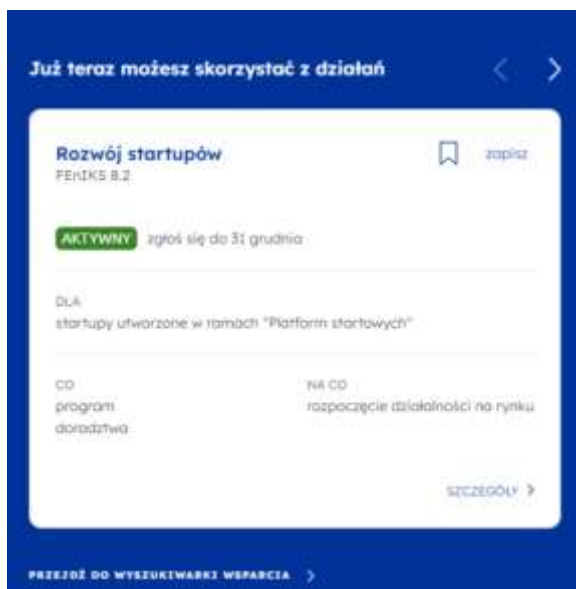 Już teraz możesz skorzystać z działań
Rozwój startupów
zapisz
FEnIKS 8.2
AKTYWNY zgłoś się do 31 grudnia
DLA
startupy utworzone w ramach "Platform startowych"
CO
program
doradztwa
NA CO
rozpoczęcie działalności na rynku
SZCZEGÓŁY
PRZEJDŹ DO WYSZUKIWARKI WSPARCIA